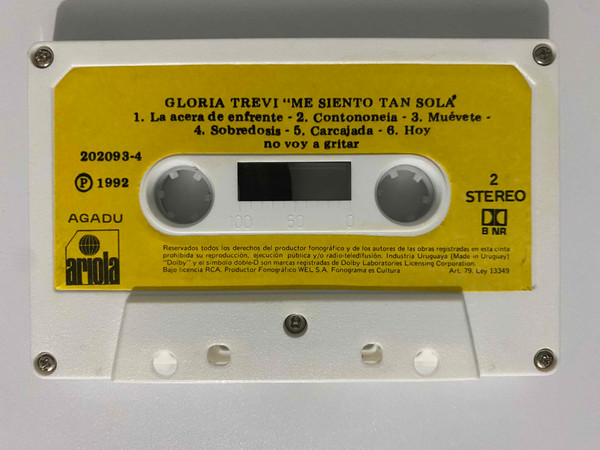 GLORIA TREVI "ME SIENTO TAN SOLA"
1. La acera de enfrente - 2. Contononeia - 3. Muévete -
4. Sobredosis - 5. Carcajada - 6. Hoy
no voy a gritar
202093-4
Ⓟ 1992
AGADU
ariola
2
STEREO
B NR
100 50 0
Reservados todos los derechos del productor fonográfico y de los autores de las obras registradas en esta cinta
prohibida su reproducción, ejecución pública y/o radio-teledifusión. Industria Uruguaya (Made in Uruguay)
"Dolby" y el símbolo doble-D son marcas registradas de Dolby Laboratories Licensing Corporation.
Bajo licencia RCA. Productor Fonográfico WEL S.A. Fonograma es Cultura Art. 79. Ley 13349